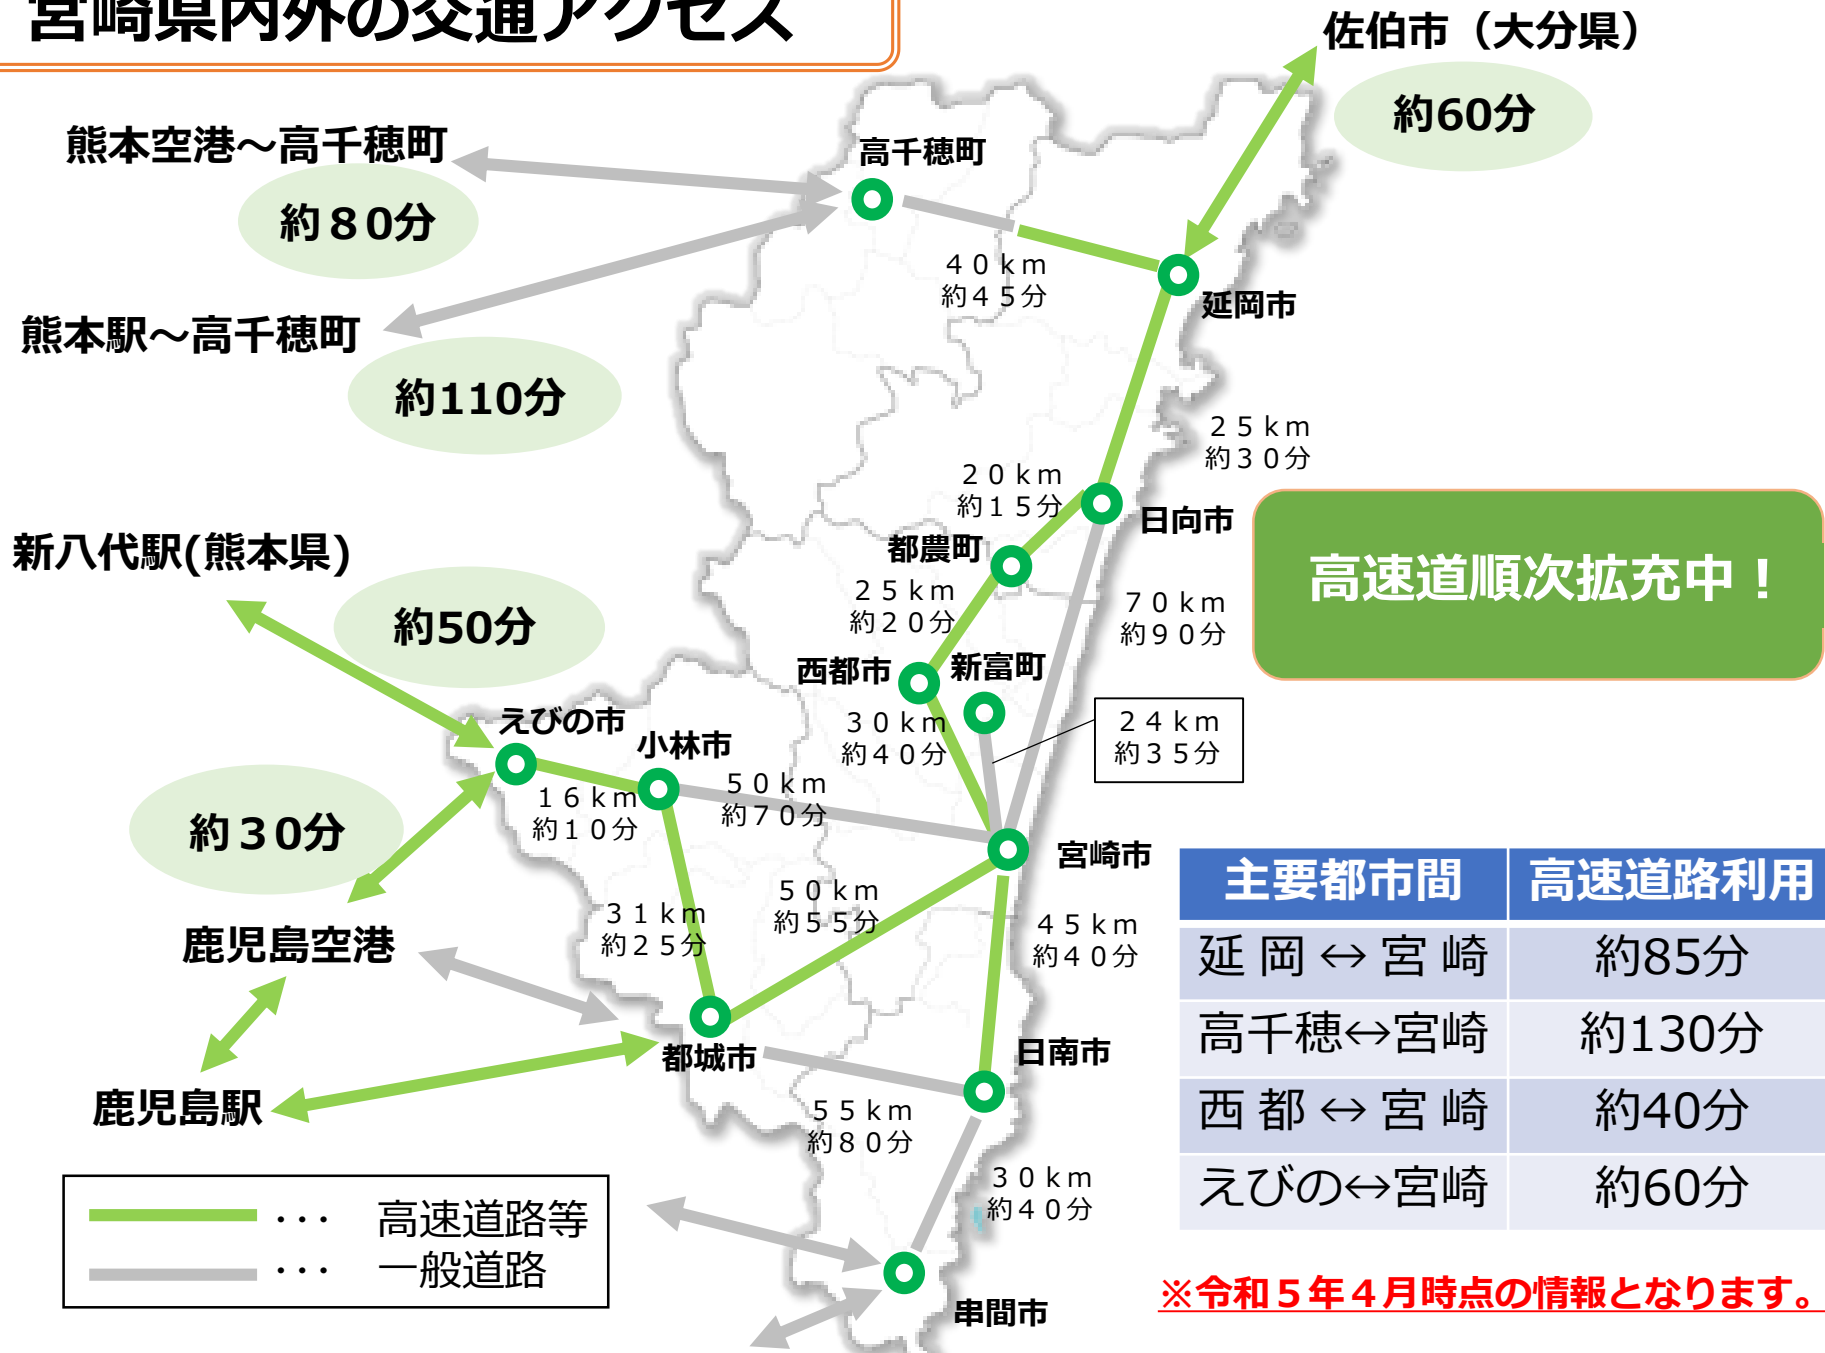 宮崎県内外の交通アクセス
佐伯市（大分県）
約60分
熊本空港～高千穂町
約８0分
高千穂町
４０ｋｍ
約４５分
延岡市
熊本駅～高千穂町
約110分
２５ｋｍ
約３０分
２０ｋｍ
約１５分
日向市
都農町
高速道順次拡充中！
新八代駅(熊本県)
約50分
２５ｋｍ
約２０分
７０ｋｍ
約９０分
西都市
新富町
３０ｋｍ
約４０分
２４ｋｍ
約３５分
えびの市
小林市
１６ｋｍ
約１０分
５０ｋｍ
約７０分
約３0分
宮崎市
５０ｋｍ
約５５分
３１ｋｍ
約２５分
４５ｋｍ
約４０分
鹿児島空港
都城市
日南市
鹿児島駅
５５ｋｍ
約８０分
３０ｋｍ
約４０分
串間市
主要都市間 高速道路利用
延 岡 ↔ 宮 崎 約85分
高千穂↔宮崎 約130分
西 都 ↔ 宮 崎 約40分
えびの↔宮崎 約60分
･･･ 高速道路等
･･･ 一般道路
※令和５年４月時点の情報となります。